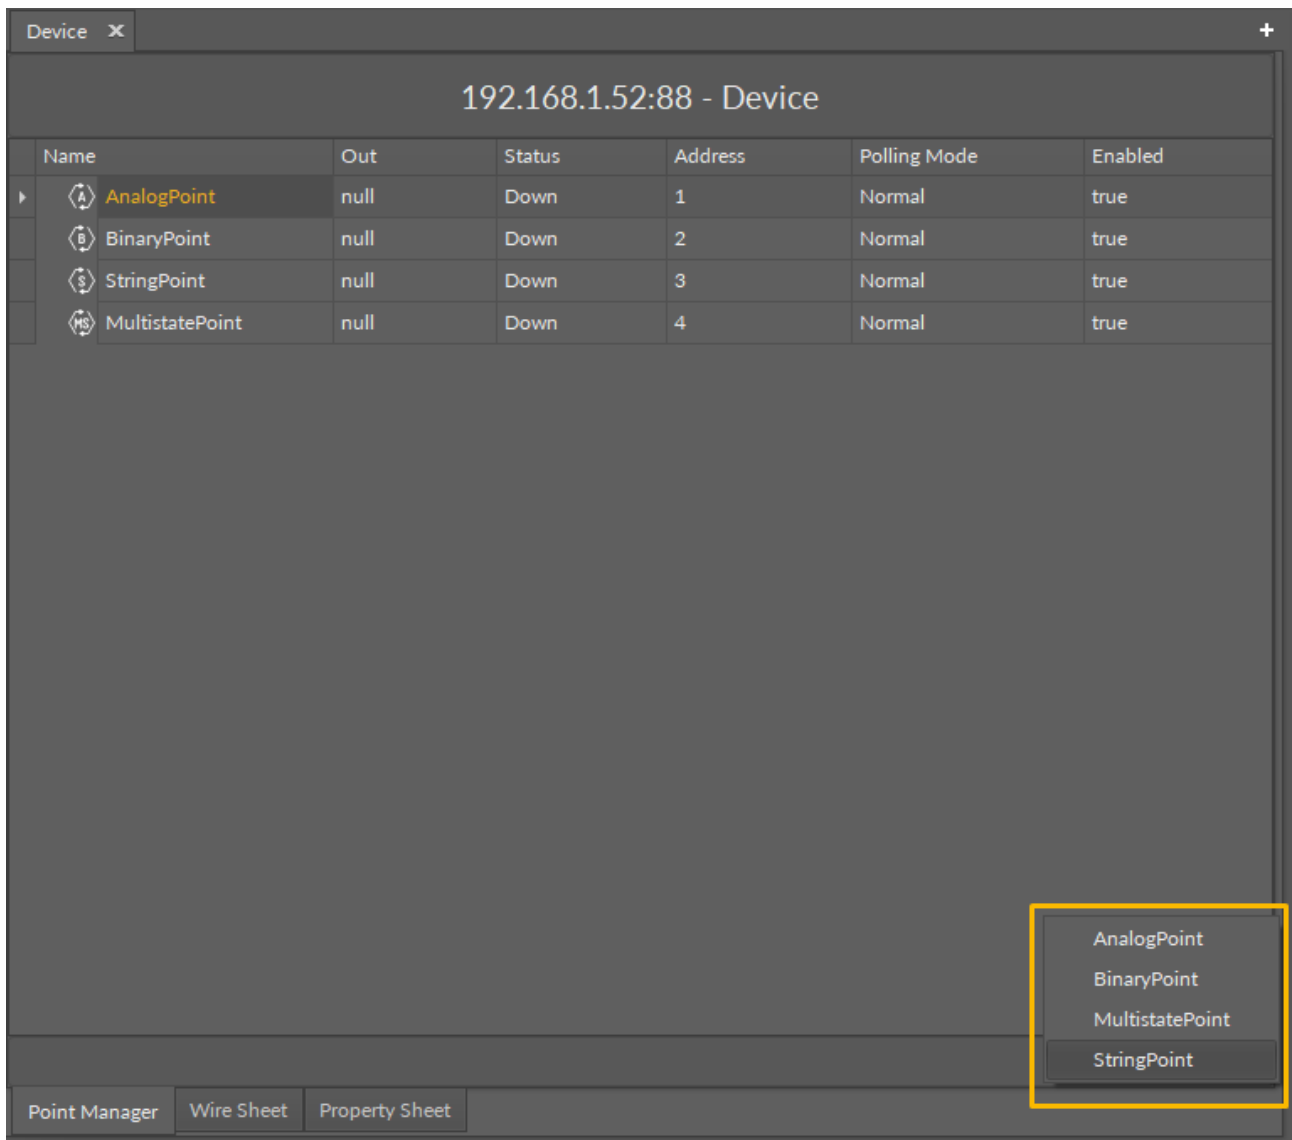 Device
192.168.1.52:88 - Device
Name Out Status Address Polling Mode Enabled
A AnalogPoint null Down 1 Normal true
B BinaryPoint null Down 2 Normal true
S StringPoint null Down 3 Normal true
MS MultistatePoint null Down 4 Normal true
AnalogPoint
BinaryPoint
MultistatePoint
StringPoint
Point Manager Wire Sheet Property Sheet